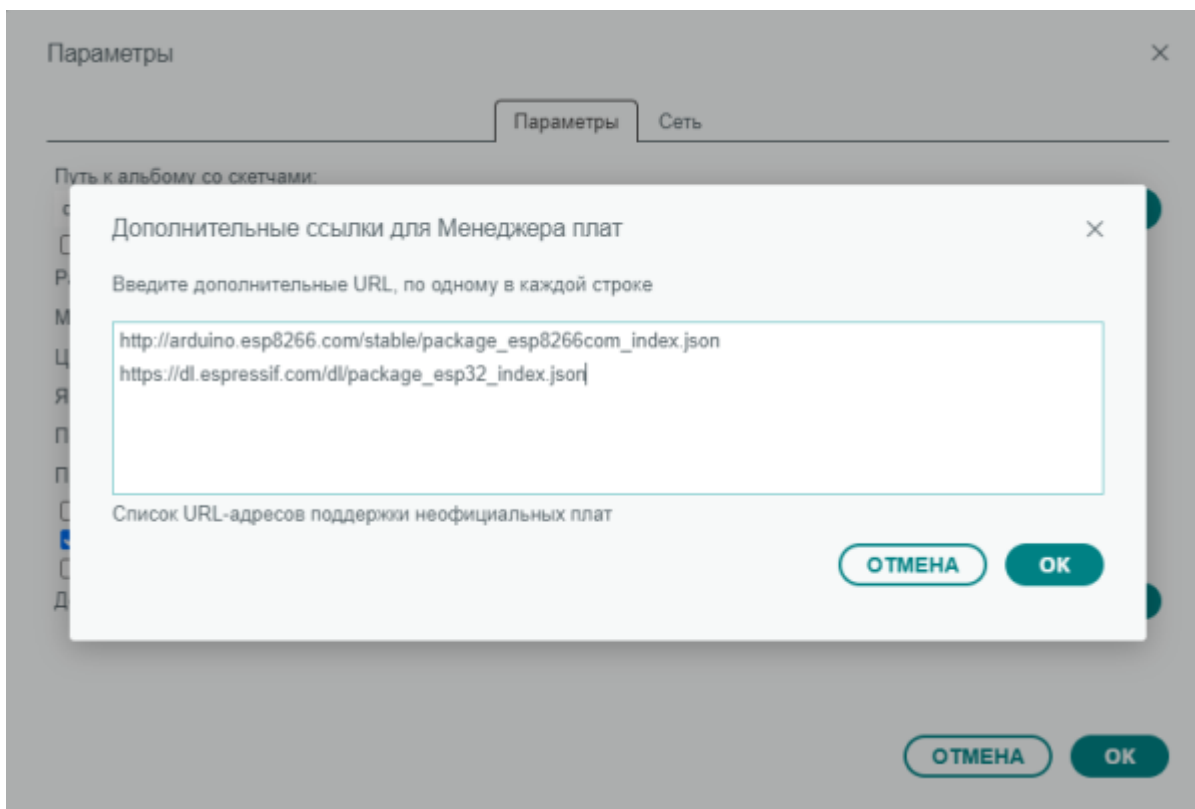 Параметры
Параметры
Сеть
Путь к альбому со скетчами:
Дополнительные ссылки для Менеджера плат
Введите дополнительные URL, по одному в каждой строке
http://arduino.esp8266.com/stable/package_esp8266com_index.json
https://dl.espressif.com/dl/package_esp32_index.json
Список URL-адресов поддержки неофициальных плат
ОТМЕНА
ОК
ОТМЕНА
ОК